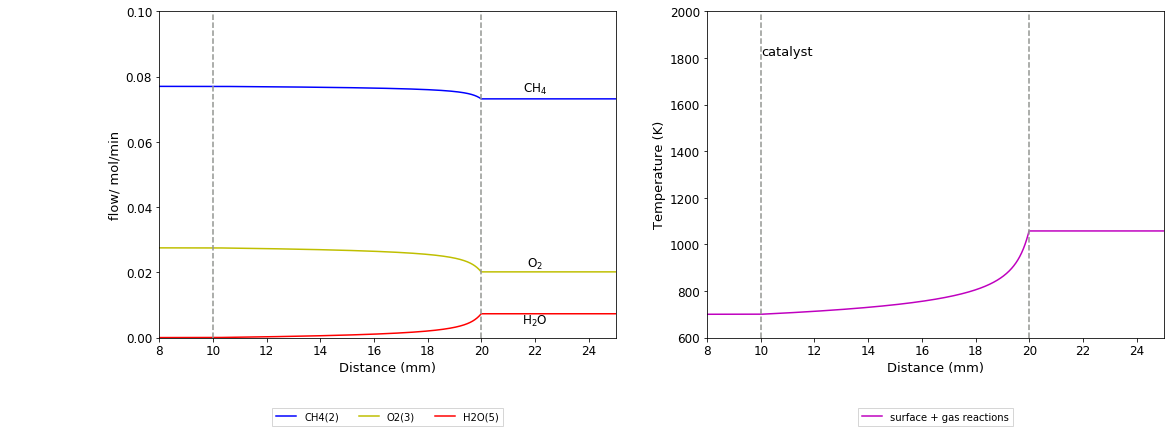 0.10
0.08
0.06
0.04
0.02
0.00
flow/ mol/min
CH4
O2
H2O
8 10 12 14 16 18 20 22 24
Distance (mm)
CH4(2) O2(3) H2O(5)
2000
1800
1600
1400
1200
1000
800
600
Temperature (K)
catalyst
8 10 12 14 16 18 20 22 24
Distance (mm)
surface + gas reactions